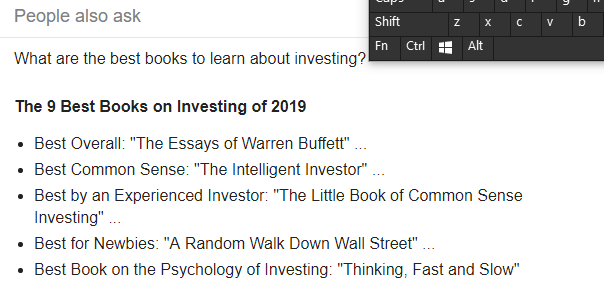 People also ask
Caps a s d f g h
Shift z x c v b
Fn Ctrl Alt
What are the best books to learn about investing?
The 9 Best Books on Investing of 2019
• Best Overall: "The Essays of Warren Buffett" ...
• Best Common Sense: "The Intelligent Investor" ...
• Best by an Experienced Investor: "The Little Book of Common Sense
Investing" ...
• Best for Newbies: "A Random Walk Down Wall Street" ...
• Best Book on the Psychology of Investing: "Thinking, Fast and Slow"